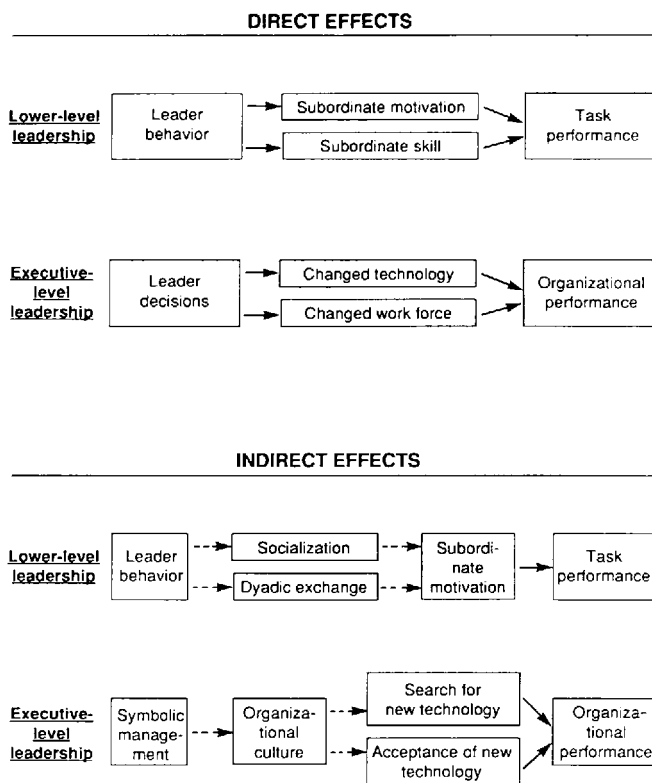 DIRECT EFFECTS
Lower-level
leadership
Leader
behavior
Subordinate motivation
Subordinate skill
Task
performance
Executive-
level
leadership
Leader
decisions
Changed technology
Changed work force
Organizational
performance
INDIRECT EFFECTS
Lower-level
leadership
Leader
behavior
Socialization
Dyadic exchange
Subordi-
nate
motivation
Task
performance
Executive-
level
leadership
Symbolic
manage-
ment
Organiza-
tional
culture
Search for
new technology
Acceptance of new
technology
Organiza-
tional
performance